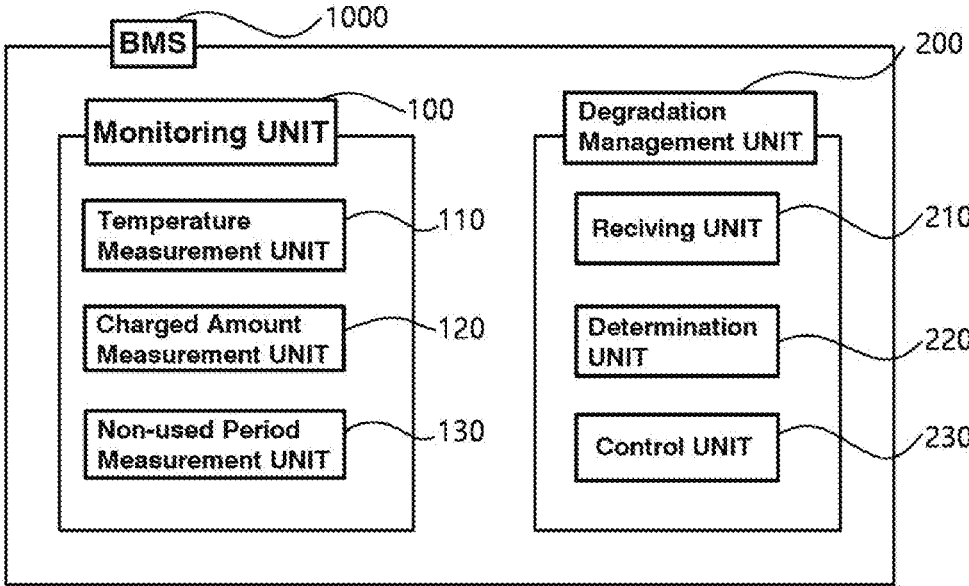 BMS
1000
Monitoring UNIT
100
Temperature
Measurement UNIT
110
Charged Amount
Measurement UNIT
120
Non-used Period
Measurement UNIT
130
Degradation
Management UNIT
200
Reciving UNIT
210
Determination
UNIT
220
Control UNIT
230